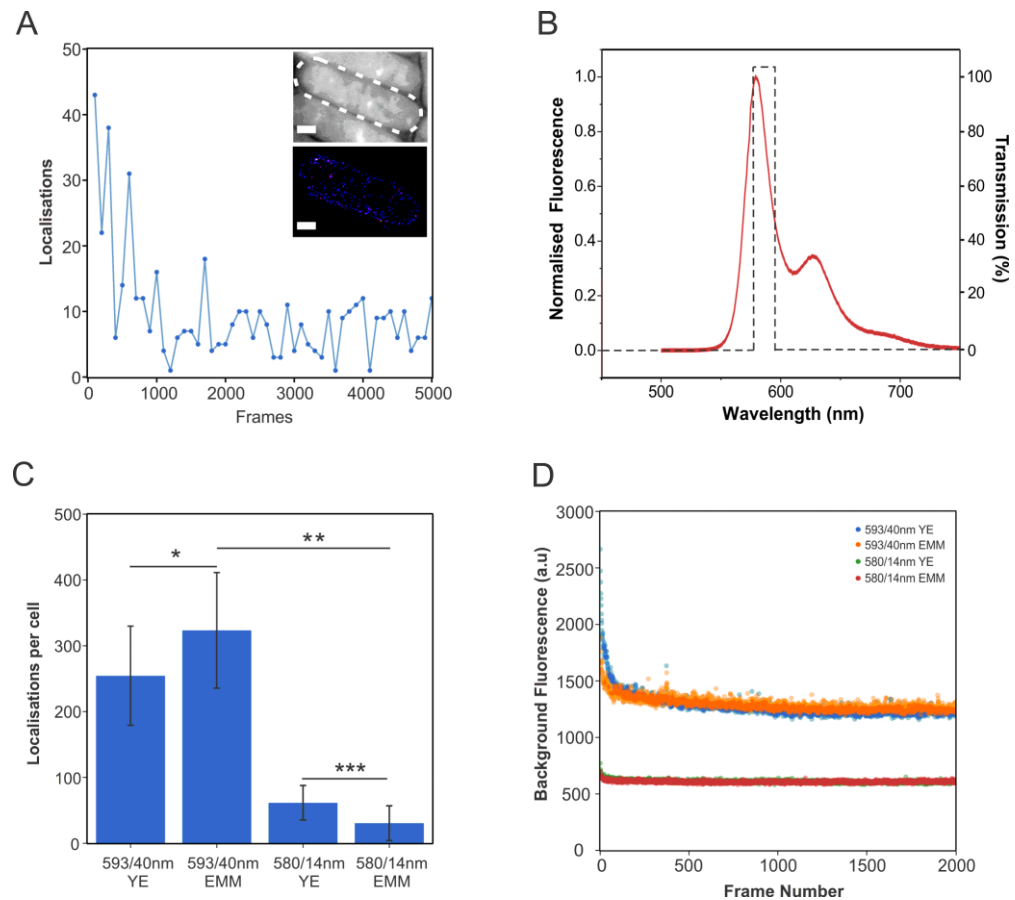 A
50
40
30
20
10
0
Localisations
0 1000 2000 3000 4000 5000
Frames
B
1.0
0.8
0.6
0.4
0.2
0.0
Normalised Fluorescence
100
80
60
40
20
0
Transmission (%)
500 600 700
Wavelength (nm)
C
500
400
300
200
100
0
Localisations per cell
*
**
***
593/40nm YE
593/40nm EMM
580/14nm YE
580/14nm EMM
D
3000
2500
2000
1500
1000
500
0
Background Fluorescence (a.u)
593/40nm YE
593/40nm EMM
580/14nm YE
580/14nm EMM
0 500 1000 1500 2000
Frame Number